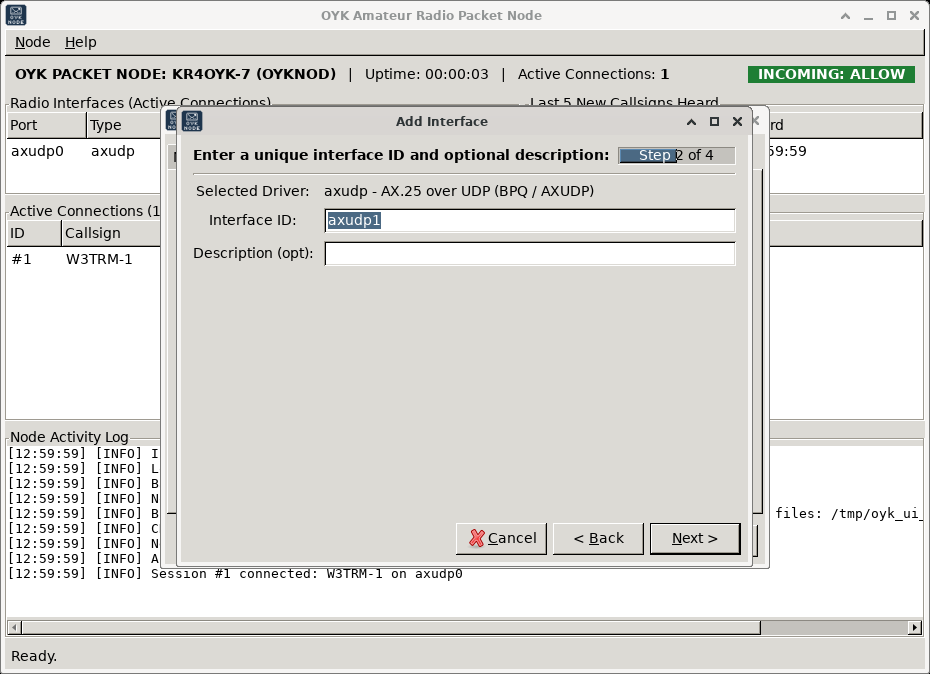 OYK Amateur Radio Packet Node
Node Help
OYK PACKET NODE: KR4OYK-7 (OYKNOD) | Uptime: 00:00:03 | Active Connections: 1 INCOMING: ALLOW
Radio Interfaces (Active Connections) Last 5 New Callsigns Heard
Port Type
axudp0 axudp 59:59
Add Interface
Enter a unique interface ID and optional description: Step 2 of 4
Selected Driver: axudp - AX.25 over UDP (BPQ / AXUDP)
Interface ID: axudp1
Description (opt):
Cancel < Back Next >
Active Connections (1
ID Callsign
#1 W3TRM-1
Node Activity Log
[12:59:59] [INFO] I
[12:59:59] [INFO] L
[12:59:59] [INFO] B
[12:59:59] [INFO] N
[12:59:59] [INFO] B files: /tmp/oyk_ui_
[12:59:59] [INFO] C
[12:59:59] [INFO] N
[12:59:59] [INFO] A
[12:59:59] [INFO] Session #1 connected: W3TRM-1 on axudp0
Ready.